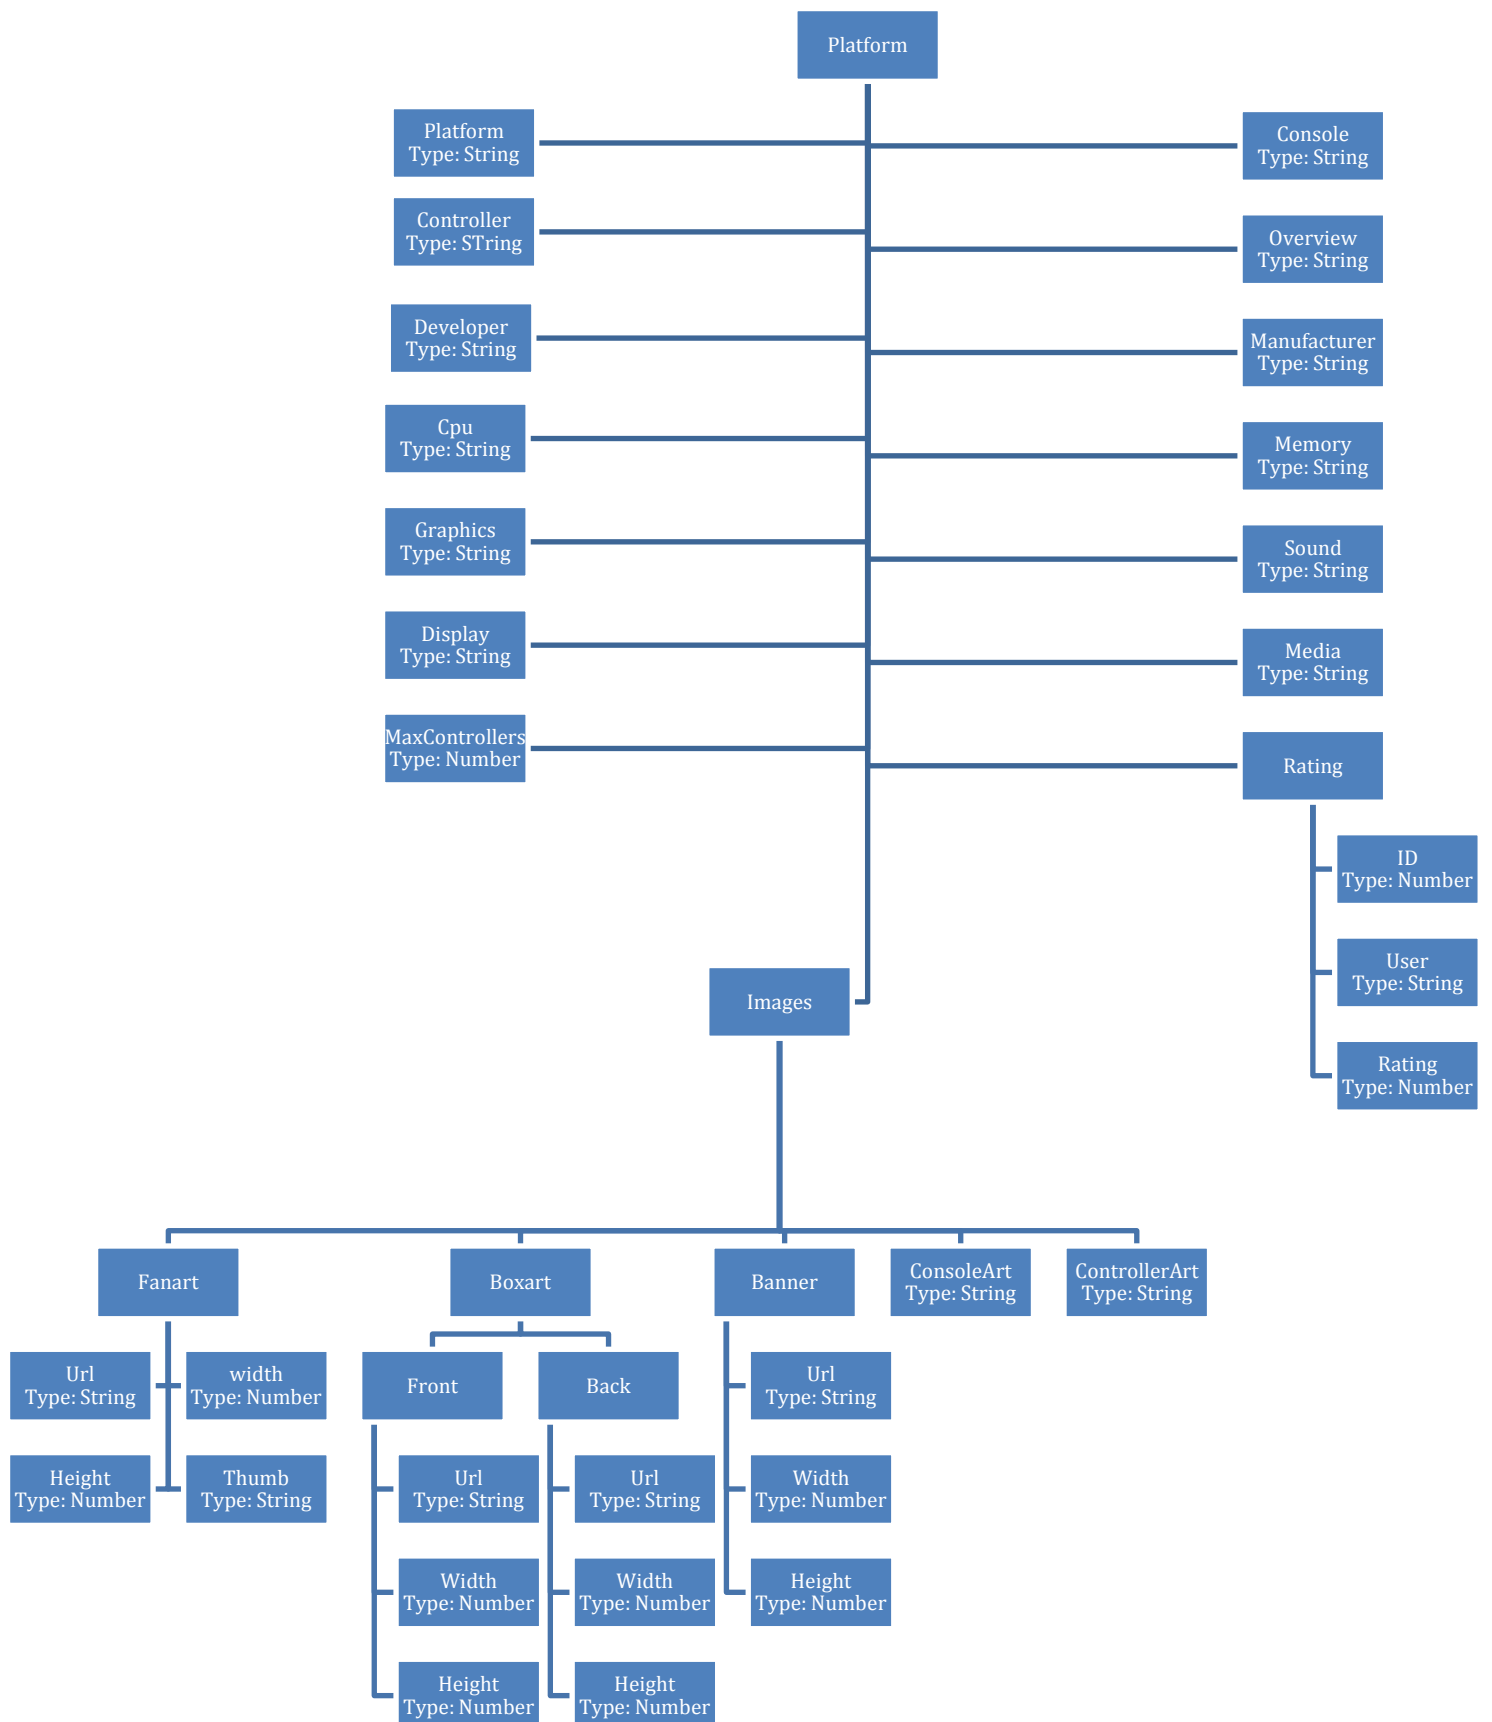 Platform
Platform
Type: String
Console
Type: String
Controller
Type: STring
Overview
Type: String
Developer
Type: String
Manufacturer
Type: String
Cpu
Type: String
Memory
Type: String
Graphics
Type: String
Sound
Type: String
Display
Type: String
Media
Type: String
MaxControllers
Type: Number
Rating
ID
Type: Number
User
Type: String
Rating
Type: Number
Images
Fanart
Boxart
Banner
ConsoleArt
Type: String
ControllerArt
Type: String
Url
Type: String
width
Type: Number
Height
Type: Number
Thumb
Type: String
Front
Back
Url
Type: String
Width
Type: Number
Height
Type: Number
Url
Type: String
Width
Type: Number
Height
Type: Number
Url
Type: String
Width
Type: Number
Height
Type: Number